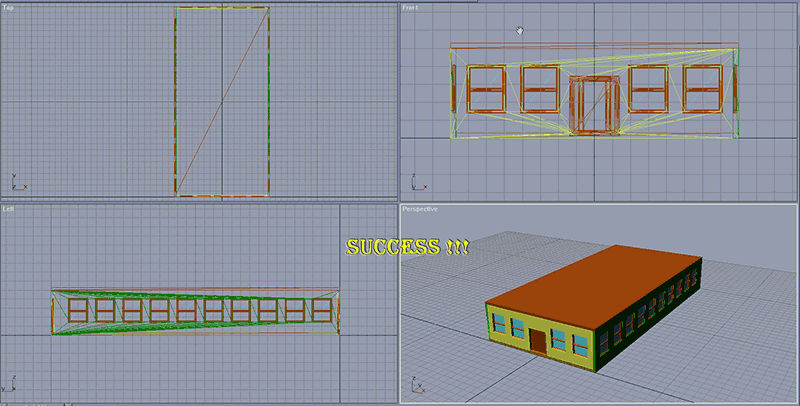 Top
Front
y
x
z
x
Left
Perspective
SUCCESS !!!
z
y
x
z
x